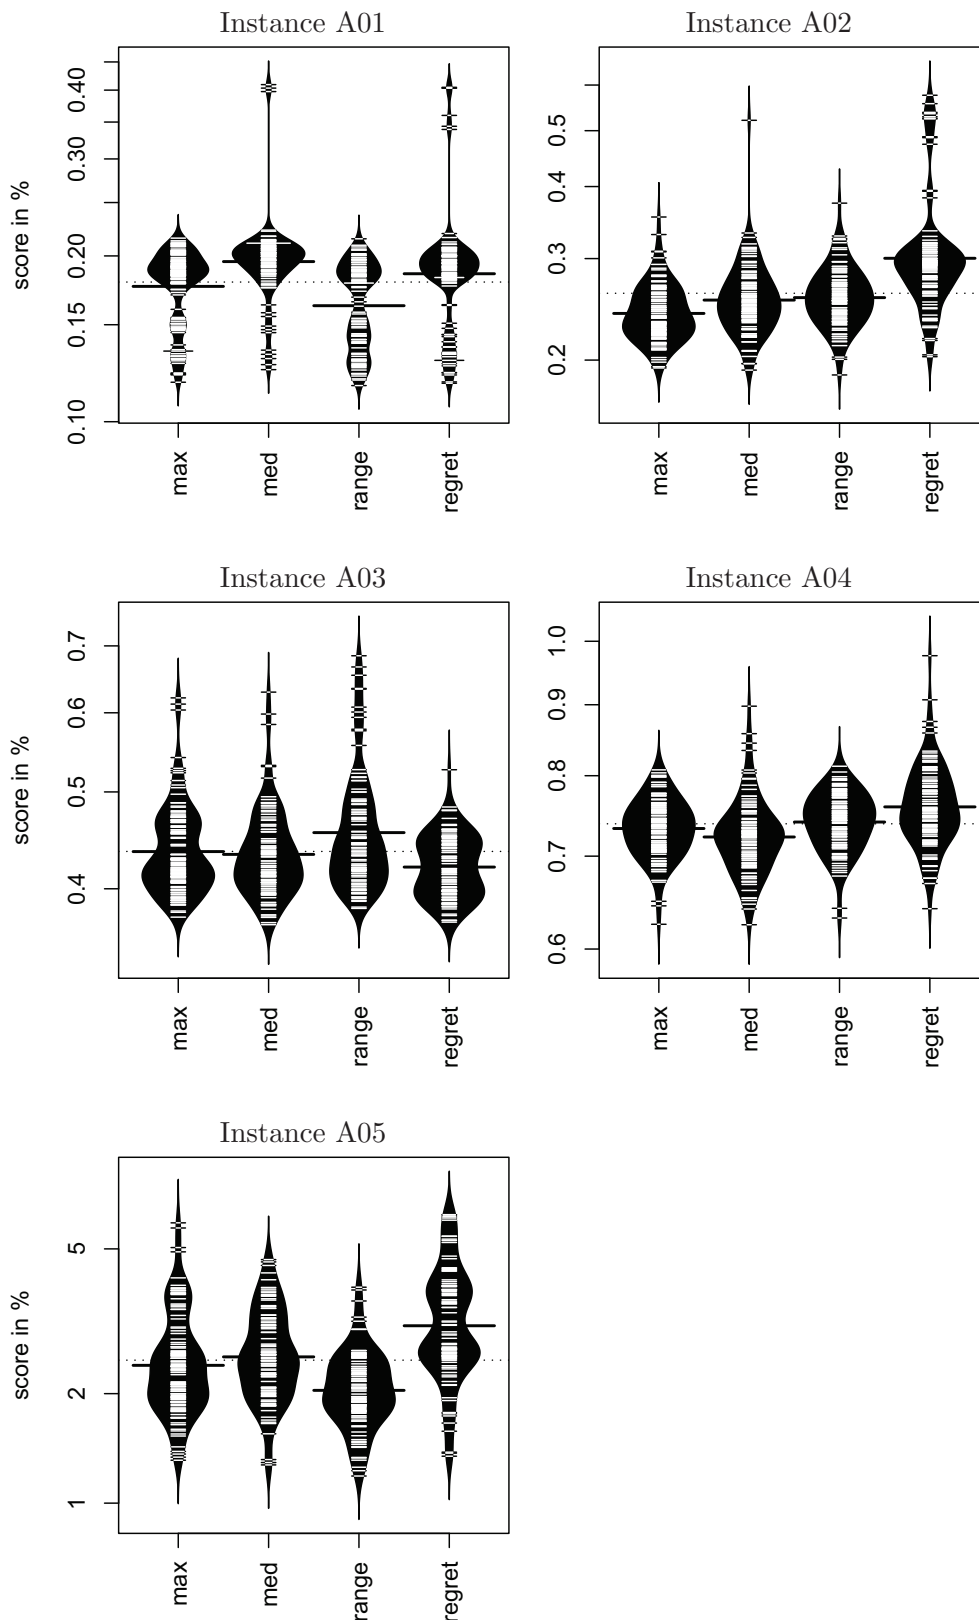 Instance A01
Instance A02
score in %
0.40
0.30
0.20
0.15
0.10
0.5
0.4
0.3
0.2
max
med
range
regret
max
med
range
regret
Instance A03
Instance A04
score in %
0.7
0.6
0.5
0.4
1.0
0.9
0.8
0.7
0.6
max
med
range
regret
max
med
range
regret
Instance A05
score in %
5
2
1
max
med
range
regret